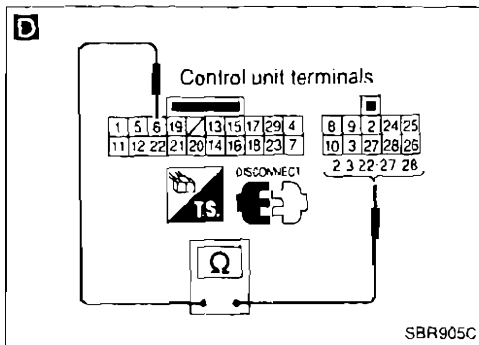 D
Control unit terminals
1 5 6 19 13 15 17 29 4
11 12 22 21 20 14 16 18 23 7
8 9 2 24 25
10 3 27 28 26
2 3 22·27 28
DISCONNECT
T.S.
Ω
SBR905C